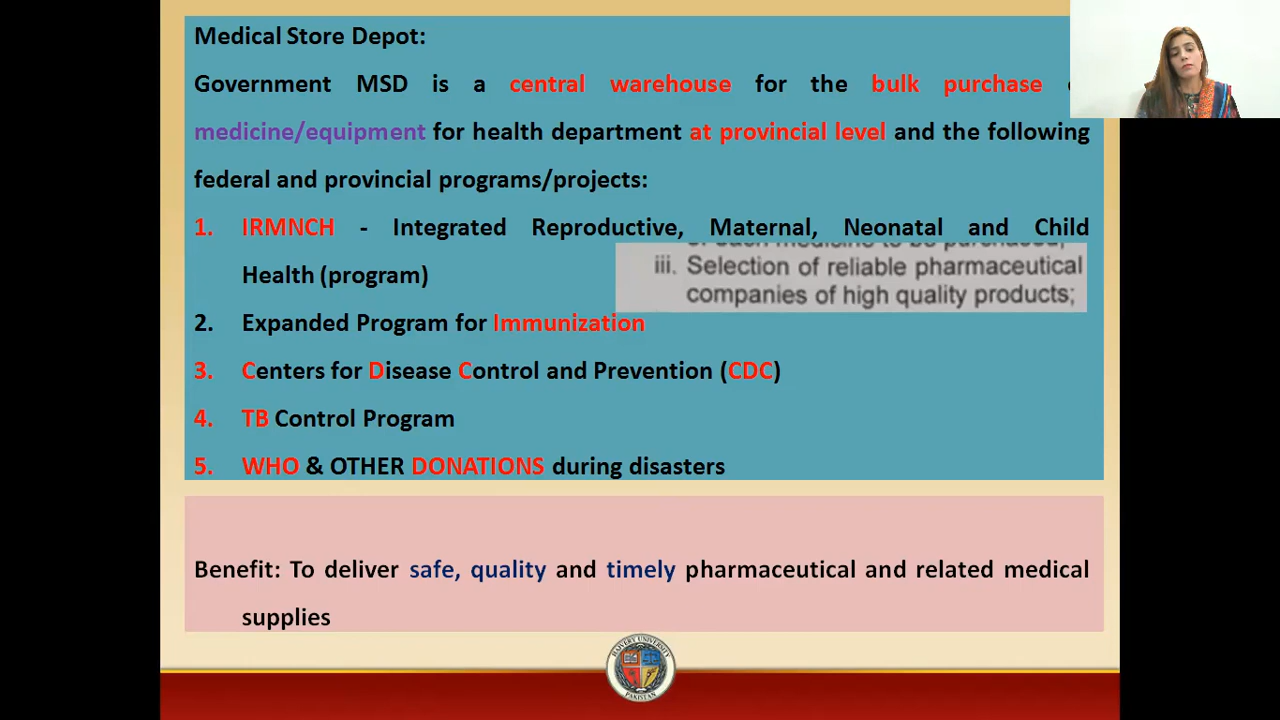 Medical Store Depot:
Government MSD is a central warehouse for the bulk purchase
medicine/equipment for health department at provincial level and the following
federal and provincial programs/projects:
1. IRMNCH - Integrated Reproductive, Maternal, Neonatal and Child
Health (program)
iii. Selection of reliable pharmaceutical
companies of high quality products;
2. Expanded Program for Immunization
3. Centers for Disease Control and Prevention (CDC)
4. TB Control Program
5. WHO & OTHER DONATIONS during disasters
Benefit: To deliver safe, quality and timely pharmaceutical and related medical
supplies
PAKISTAN